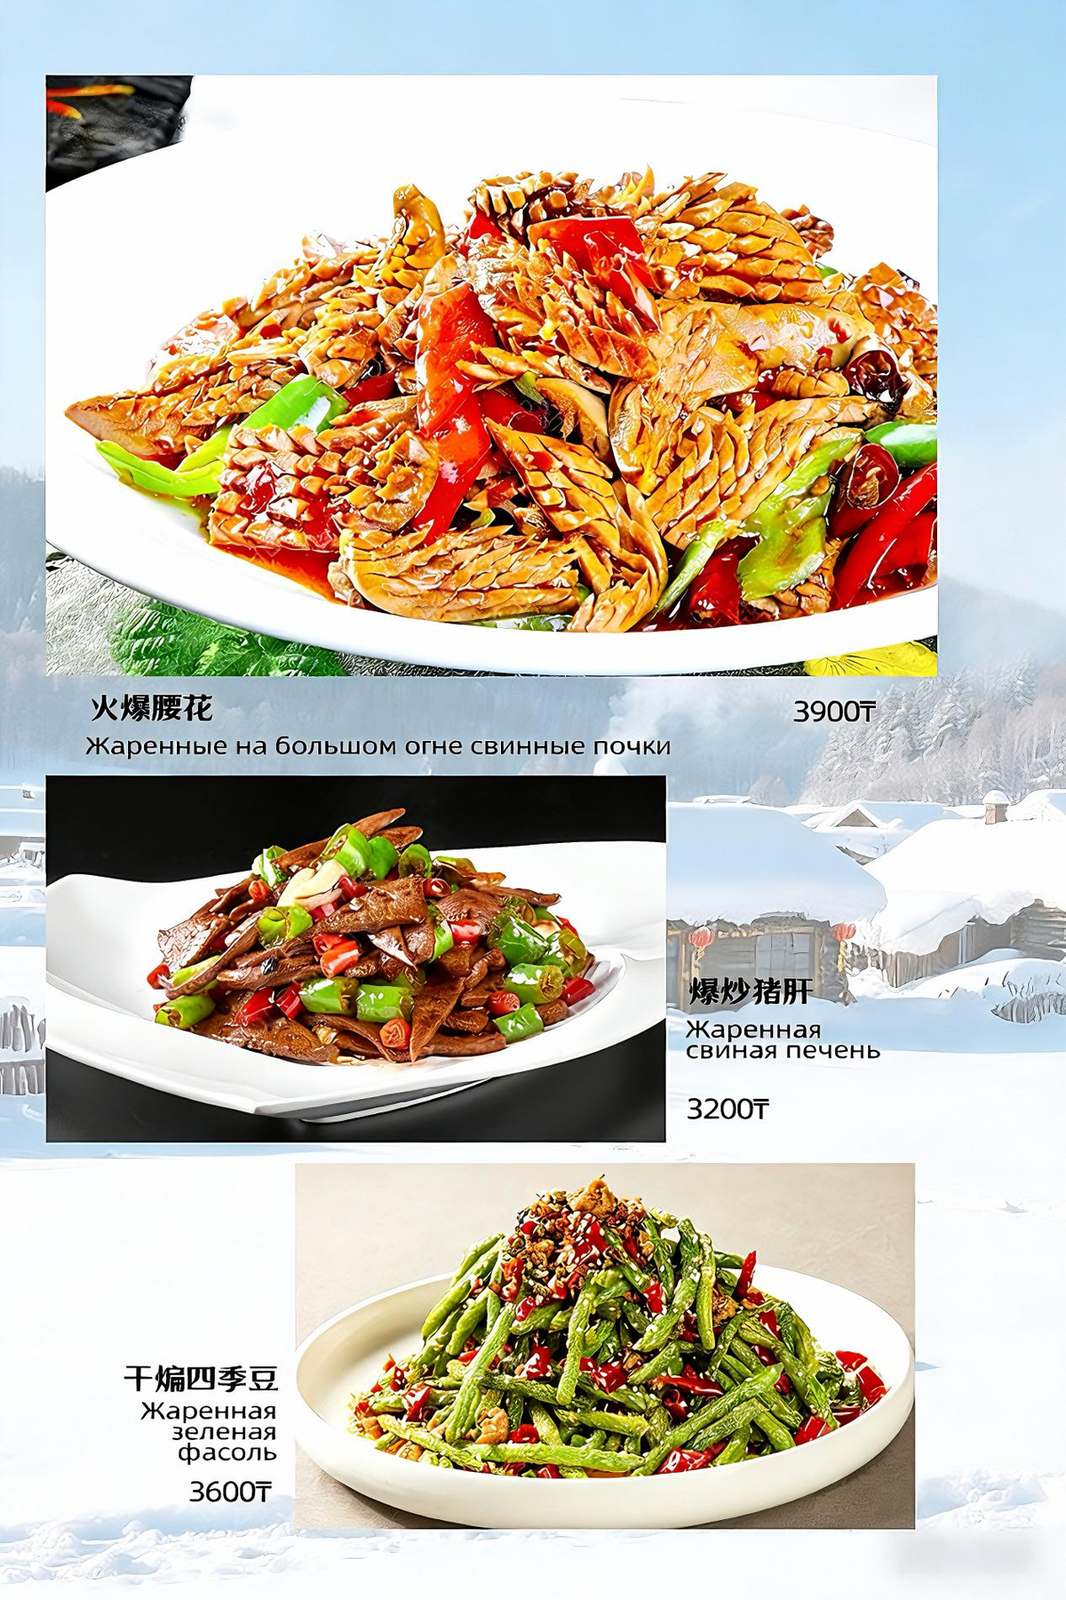 火爆腰花
3900₸
Жаренные на большом огне свинные почки
爆炒猪肝
Жаренная
свиная печень
3200₸
干煸四季豆
Жаренная
зеленая
фасоль
3600₸